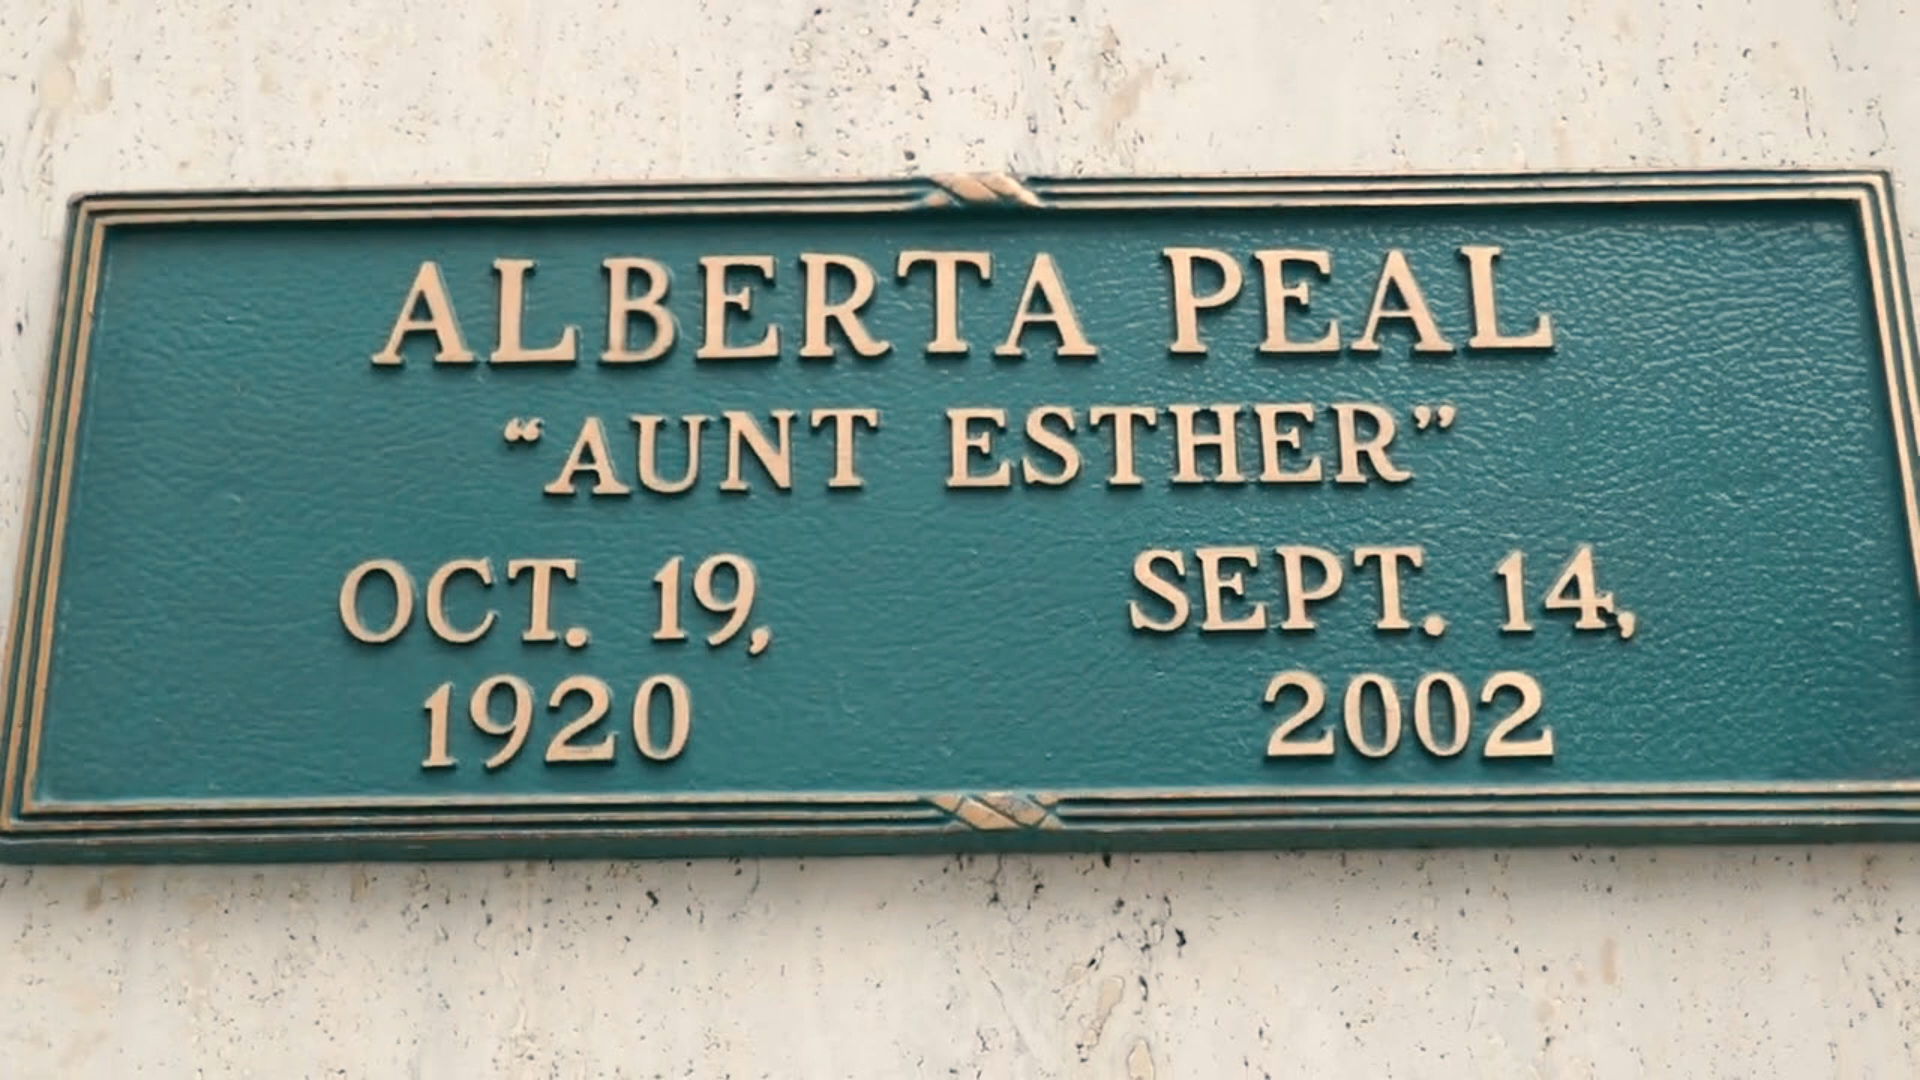 ALBERTA PEAL
“AUNT ESTHER”
OCT. 19, SEPT. 14,
1920 2002